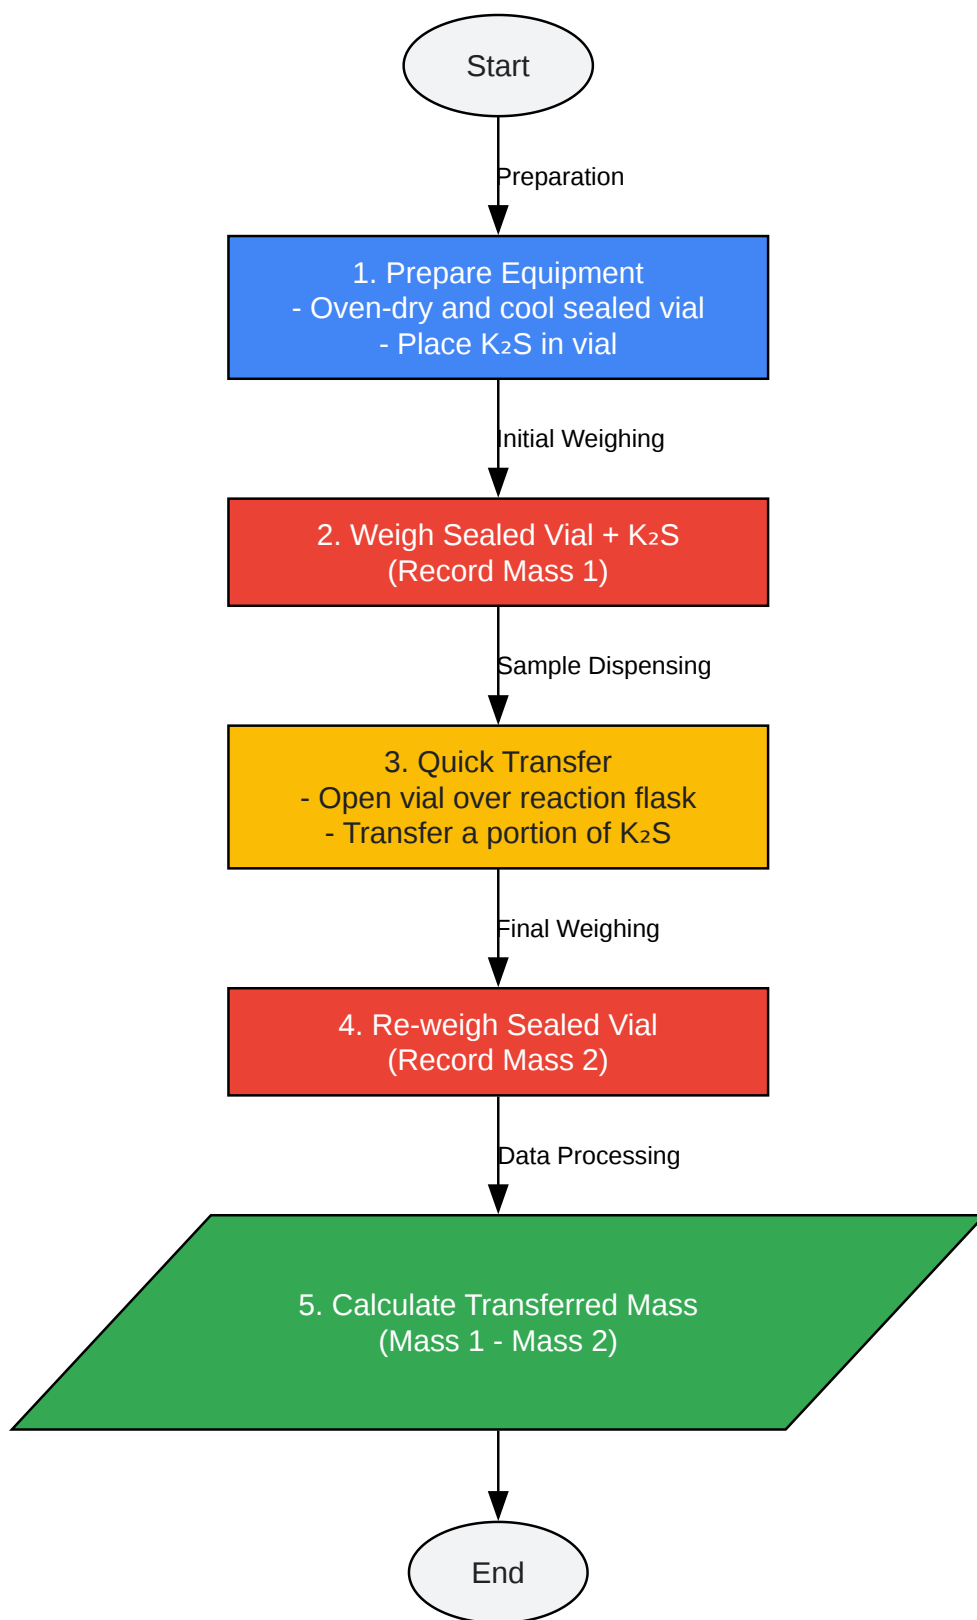 Start
Preparation
1. Prepare Equipment
- Oven-dry and cool sealed vial
- Place K₂S in vial
Initial Weighing
2. Weigh Sealed Vial + K₂S
(Record Mass 1)
Sample Dispensing
3. Quick Transfer
- Open vial over reaction flask
- Transfer a portion of K₂S
Final Weighing
4. Re-weigh Sealed Vial
(Record Mass 2)
Data Processing
5. Calculate Transferred Mass
(Mass 1 - Mass 2)
End